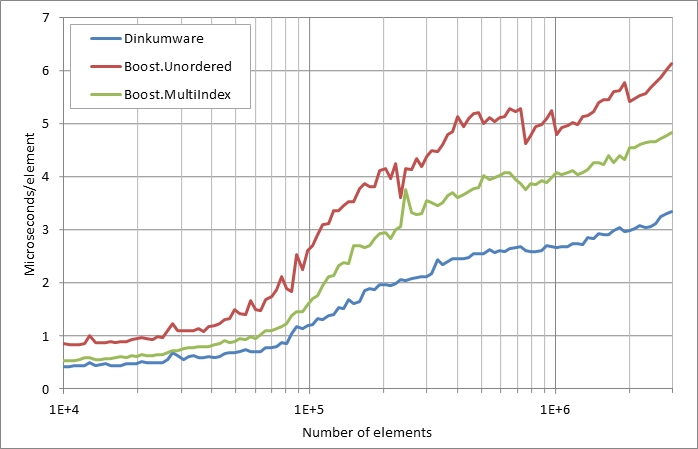 7
6
5
4
3
2
1
0
Microseconds/element
Dinkumware
Boost.Unordered
Boost.MultiIndex
1E+4 1E+5 1E+6
Number of elements